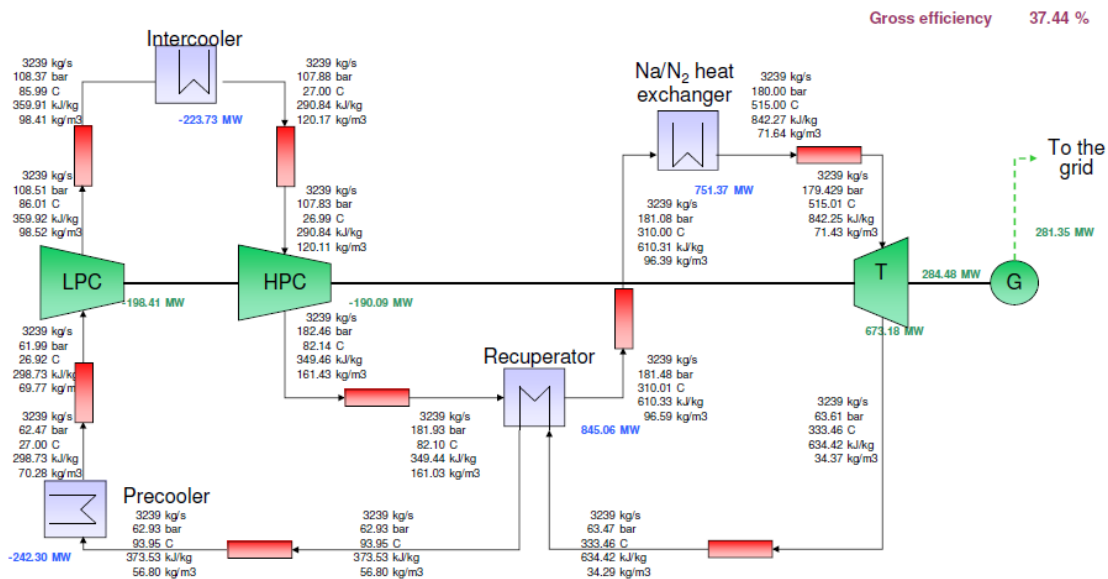 Gross efficiency 37.44 %
Intercooler
3239 kg/s
108.37 bar
85.99 C
359.91 kJ/kg
98.41 kg/m3
-223.73 MW
3239 kg/s
107.88 bar
27.00 C
290.84 kJ/kg
120.17 kg/m3
Na/N2 heat
exchanger
751.37 MW
3239 kg/s
180.00 bar
515.00 C
842.27 kJ/kg
71.64 kg/m3
To the
grid
281.35 MW
3239 kg/s
108.51 bar
86.01 C
359.92 kJ/kg
98.52 kg/m3
3239 kg/s
107.83 bar
26.99 C
290.84 kJ/kg
120.11 kg/m3
3239 kg/s
181.08 bar
310.00 C
610.31 kJ/kg
96.39 kg/m3
3239 kg/s
179.429 bar
515.01 C
842.25 kJ/kg
71.43 kg/m3
LPC
-198.41 MW
HPC
-190.09 MW
T
673.18 MW
284.48 MW
G
3239 kg/s
61.99 bar
26.92 C
298.73 kJ/kg
69.77 kg/m
3239 kg/s
182.46 bar
82.14 C
349.46 kJ/kg
161.43 kg/m3
Recuperator
845.06 MW
3239 kg/s
181.48 bar
310.01 C
610.33 kJ/kg
96.59 kg/m3
3239 kg/s
62.47 bar
27.00 C
298.73 kJ/kg
70.28 kg/m3
3239 kg/s
181.93 bar
82.10 C
349.44 kJ/kg
161.03 kg/m3
3239 kg/s
63.61 bar
333.46 C
634.42 kJ/kg
34.37 kg/m3
Precooler
-242.30 MW
3239 kg/s
62.93 bar
93.95 C
373.53 kJ/kg
56.80 kg/m3
3239 kg/s
62.93 bar
93.95 C
373.53 kJ/kg
56.80 kg/m3
3239 kg/s
63.47 bar
333.46 C
634.42 kJ/kg
34.29 kg/m3